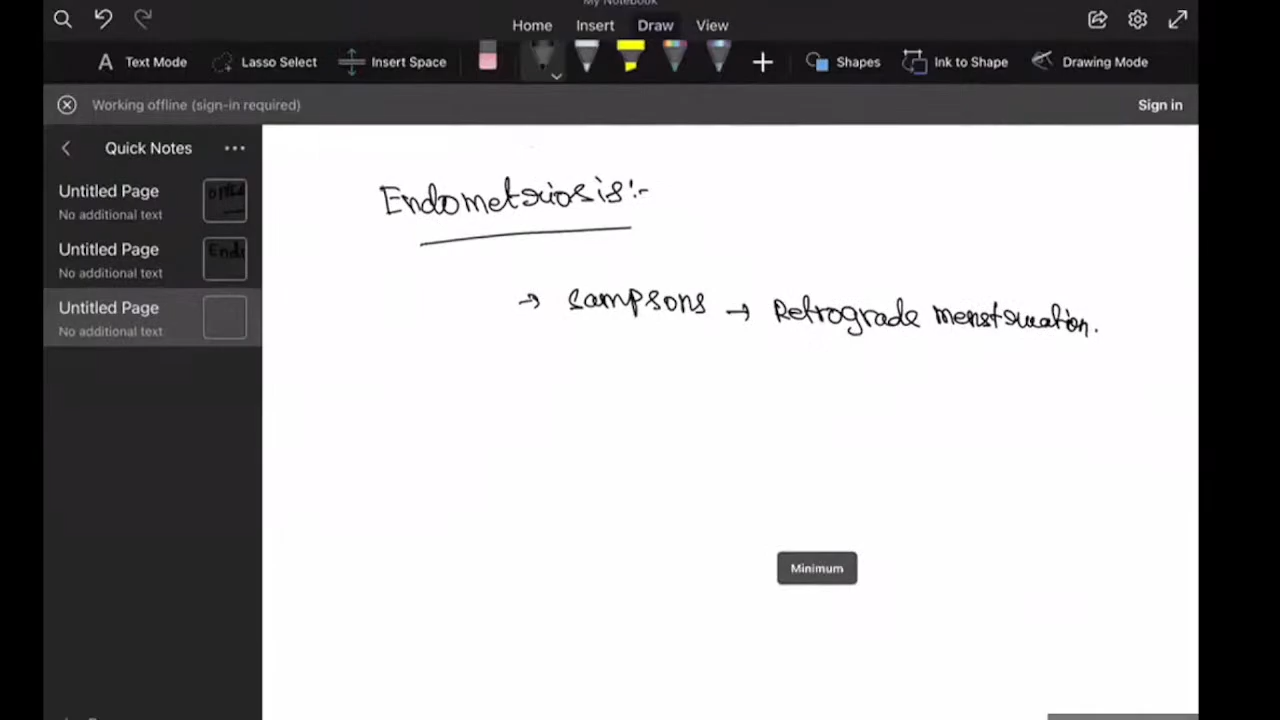 My Notebook
Home Insert Draw View
Text Mode Lasso Select Insert Space Shapes Ink to Shape Drawing Mode
Working offline (sign-in required) Sign in
Quick Notes
Untitled Page
No additional text
Untitled Page
No additional text
Untitled Page
No additional text
Endometriosis:-
→ Sampsons → Retrograde menstruation.
Minimum